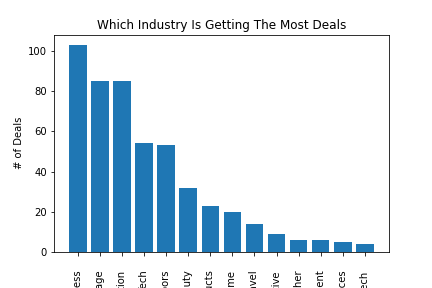 Which Industry Is Getting The Most Deals
# of Deals
100
80
60
40
20
0
ess
age
ion
ech
ors
uty
cts
me
vel
ive
her
ent
ces
ech